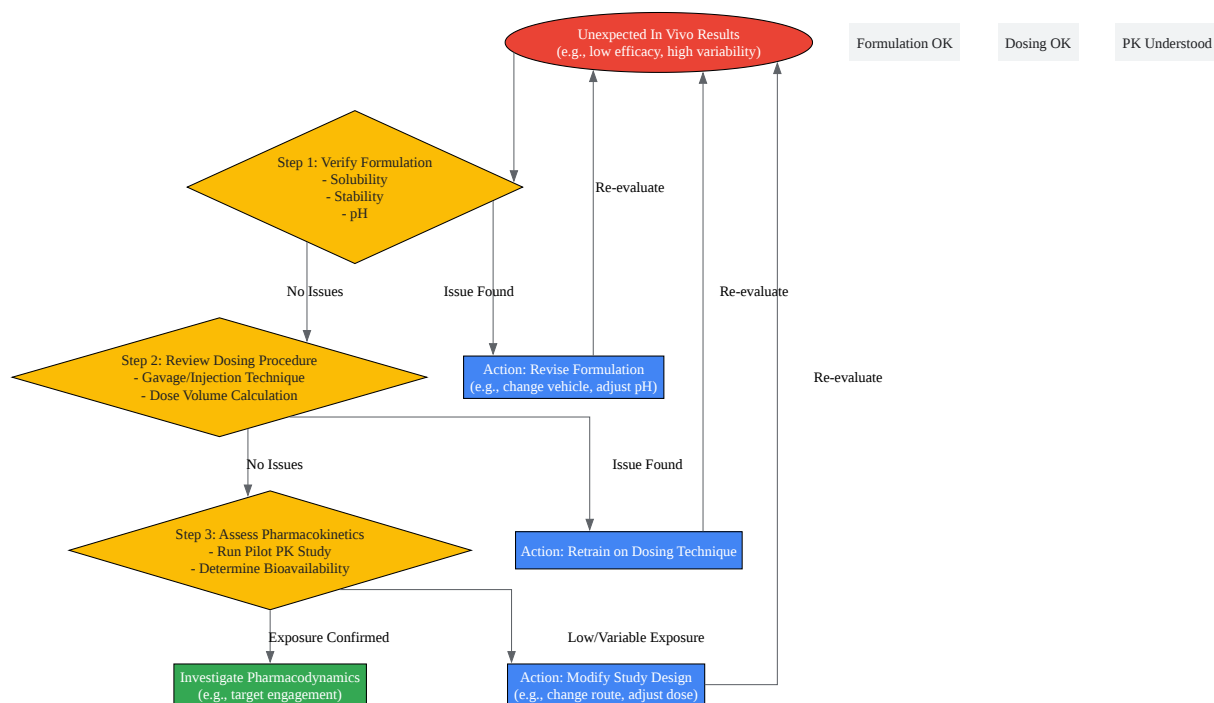 Unexpected In Vivo Results
(e.g., low efficacy, high variability)
Formulation OK
Dosing OK
PK Understood
Step 1: Verify Formulation
- Solubility
- Stability
- pH
Re-evaluate
No Issues
Issue Found
Re-evaluate
Step 2: Review Dosing Procedure
- Gavage/Injection Technique
- Dose Volume Calculation
Action: Revise Formulation
(e.g., change vehicle, adjust pH)
Re-evaluate
No Issues
Issue Found
Step 3: Assess Pharmacokinetics
- Run Pilot PK Study
- Determine Bioavailability
Action: Retrain on Dosing Technique
Exposure Confirmed
Low/Variable Exposure
Investigate Pharmacodynamics
(e.g., target engagement)
Action: Modify Study Design
(e.g., change route, adjust dose)